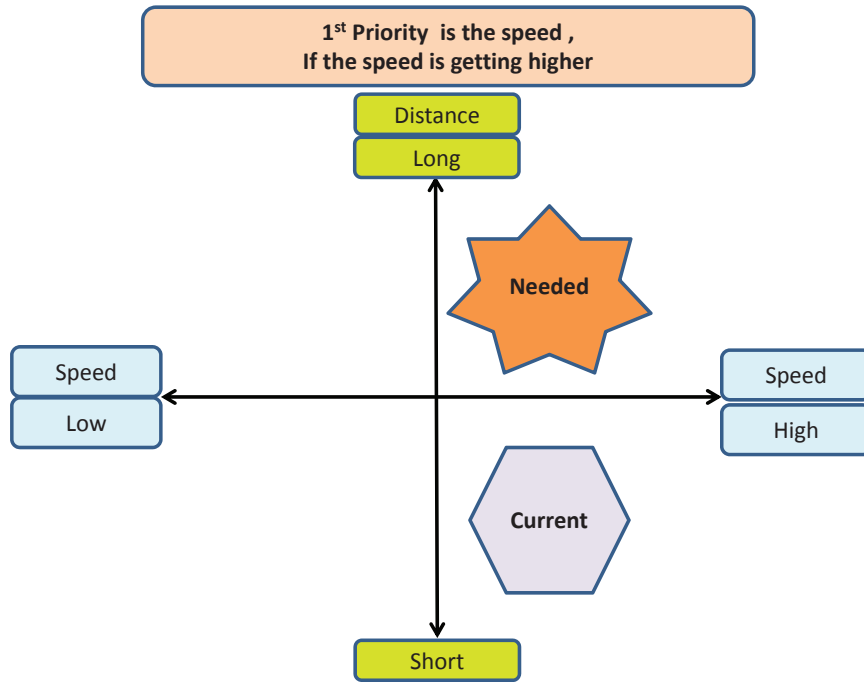 1st Priority is the speed ,
If the speed is getting higher
Distance
Long
Needed
Speed
Low
Speed
High
Current
Short